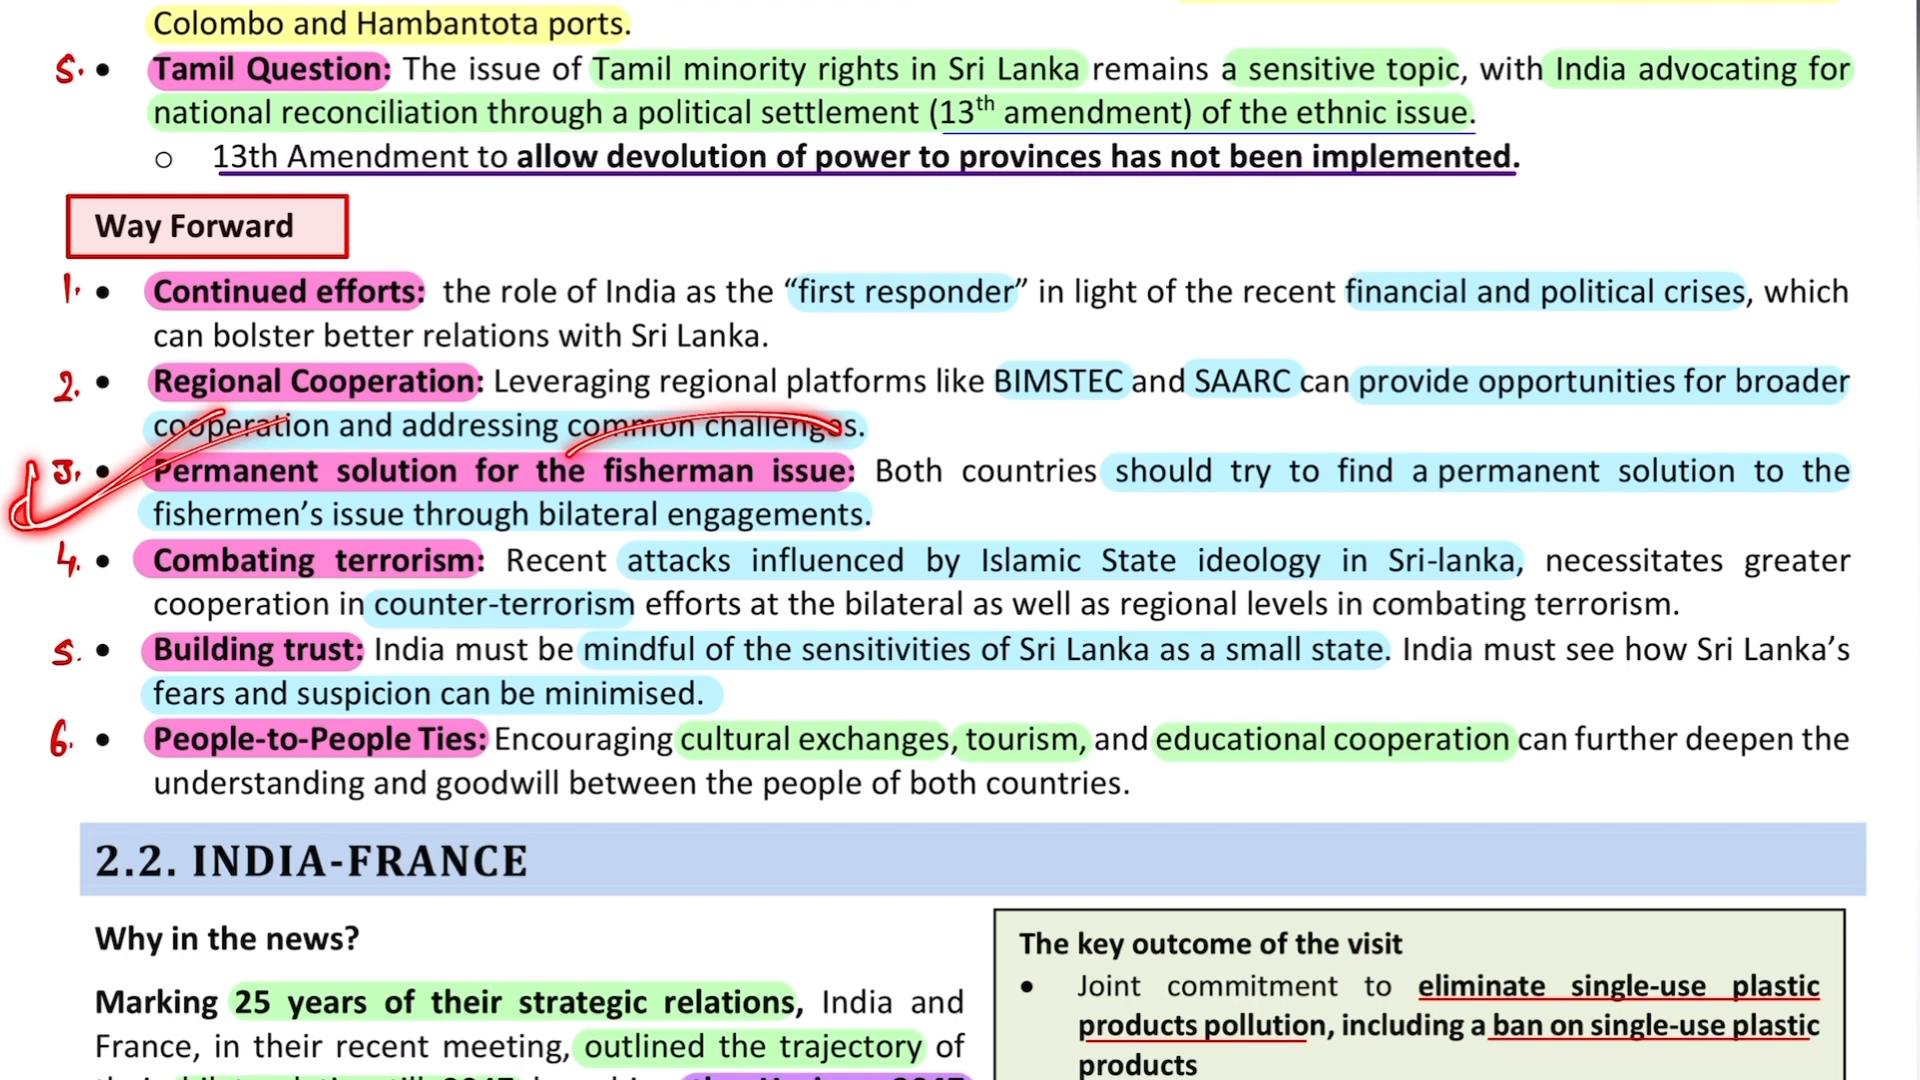 Colombo and Hambantota ports.
5. • Tamil Question: The issue of Tamil minority rights in Sri Lanka remains a sensitive topic, with India advocating for
national reconciliation through a political settlement (13th amendment) of the ethnic issue.
o 13th Amendment to allow devolution of power to provinces has not been implemented.
Way Forward
1. • Continued efforts: the role of India as the “first responder” in light of the recent financial and political crises, which
can bolster better relations with Sri Lanka.
2. • Regional Cooperation: Leveraging regional platforms like BIMSTEC and SAARC can provide opportunities for broader
cooperation and addressing common challenges.
3. • Permanent solution for the fisherman issue: Both countries should try to find a permanent solution to the
fishermen’s issue through bilateral engagements.
4. • Combating terrorism: Recent attacks influenced by Islamic State ideology in Sri-lanka, necessitates greater
cooperation in counter-terrorism efforts at the bilateral as well as regional levels in combating terrorism.
5. • Building trust: India must be mindful of the sensitivities of Sri Lanka as a small state. India must see how Sri Lanka’s
fears and suspicion can be minimised.
6. • People-to-People Ties: Encouraging cultural exchanges, tourism, and educational cooperation can further deepen the
understanding and goodwill between the people of both countries.
2.2. INDIA-FRANCE
Why in the news?
Marking 25 years of their strategic relations, India and
France, in their recent meeting, outlined the trajectory of
The key outcome of the visit
• Joint commitment to eliminate single-use plastic
products pollution, including a ban on single-use plastic
products